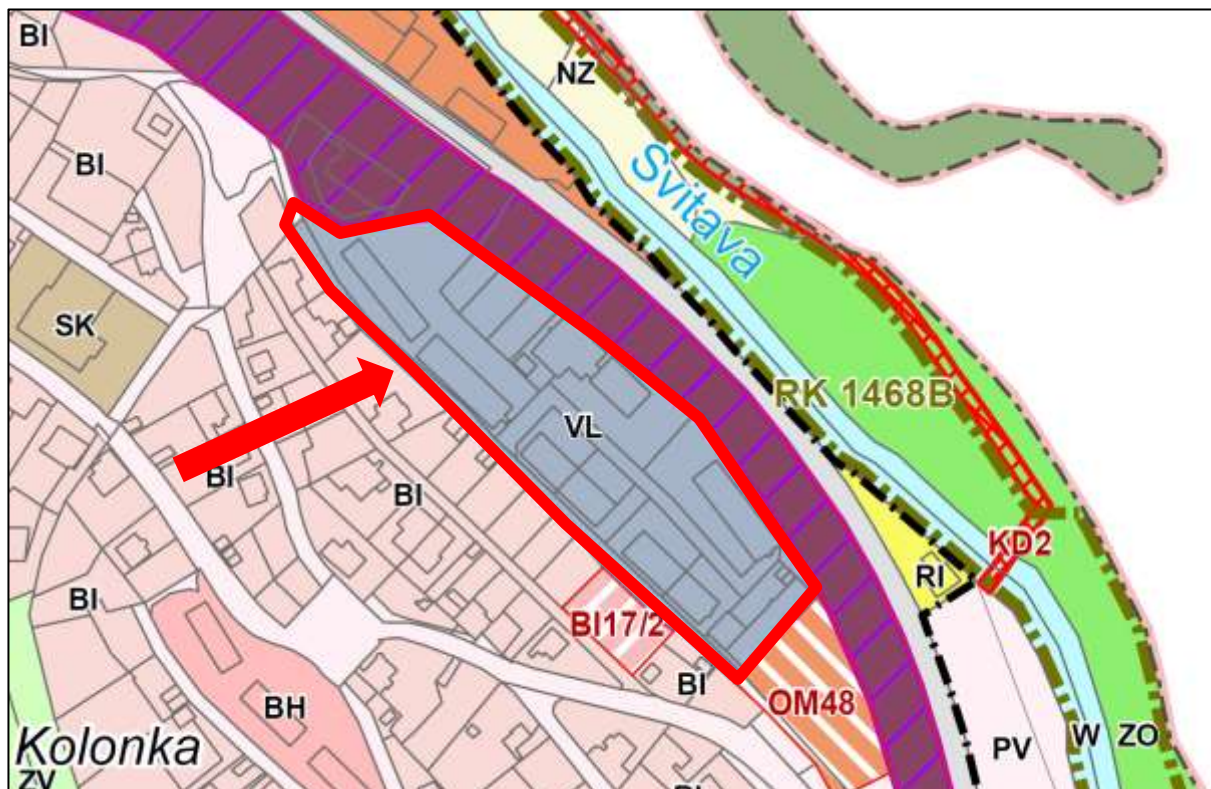 BI
NZ
BI
Svitava
SK
RK 1468B
VL
BI
BI
KD2
RI
BI
BI17/2
BI
OM48
BH
Kolonka
PV
W
ZO
ZV